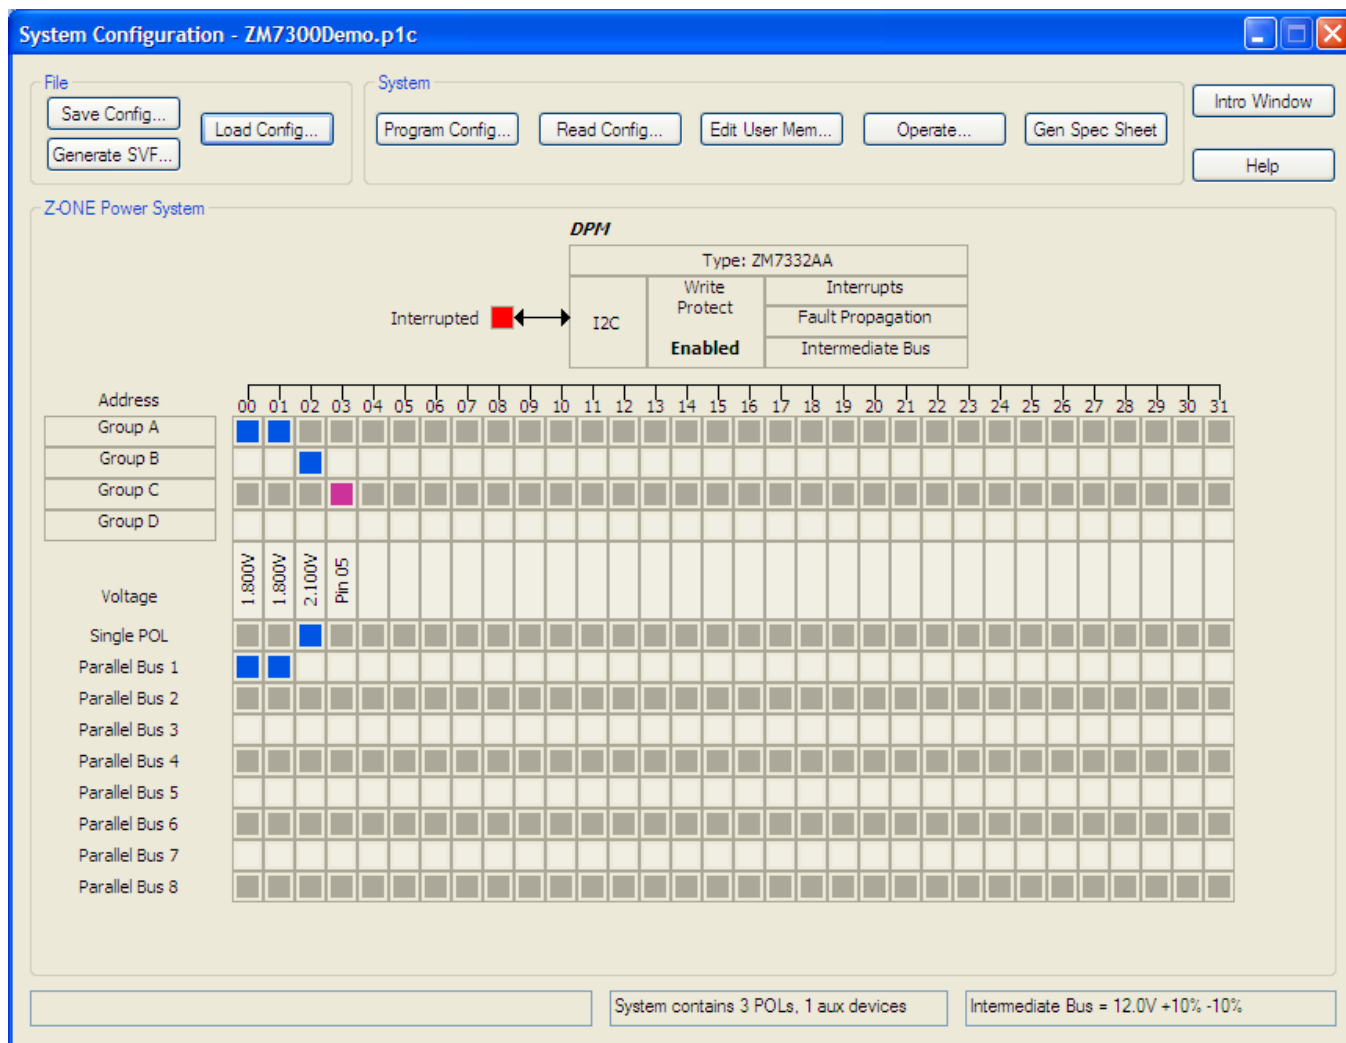 System Configuration - ZM7300Demo.p1c
File
System
Save Config...
Load Config...
Generate SVF...
Program Config...
Read Config...
Edit User Mem...
Operate...
Gen Spec Sheet
Intro Window
Help
Z-ONE Power System
DPM
Type: ZM7332AA
Interrupted
I2C
Write
Protect
Enabled
Interrupts
Fault Propagation
Intermediate Bus
Address
00 01 02 03 04 05 06 07 08 09 10 11 12 13 14 15 16 17 18 19 20 21 22 23 24 25 26 27 28 29 30 31
Group A
Group B
Group C
Group D
Voltage
1.800V
1.800V
2.100V
Pin 05
Single POL
Parallel Bus 1
Parallel Bus 2
Parallel Bus 3
Parallel Bus 4
Parallel Bus 5
Parallel Bus 6
Parallel Bus 7
Parallel Bus 8
System contains 3 POLs, 1 aux devices
Intermediate Bus = 12.0V +10% -10%